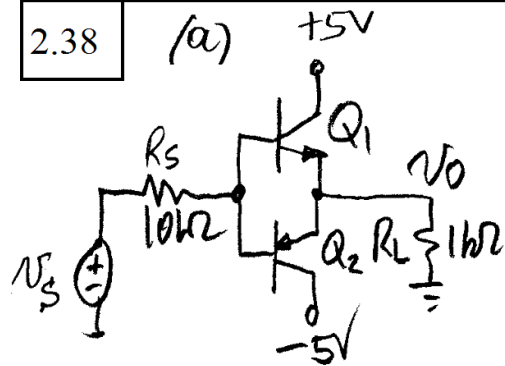 2.38
(a)
+5V
Q1
RS
10kΩ
vO
vS
+
-
Q2
RL
1kΩ
-5V